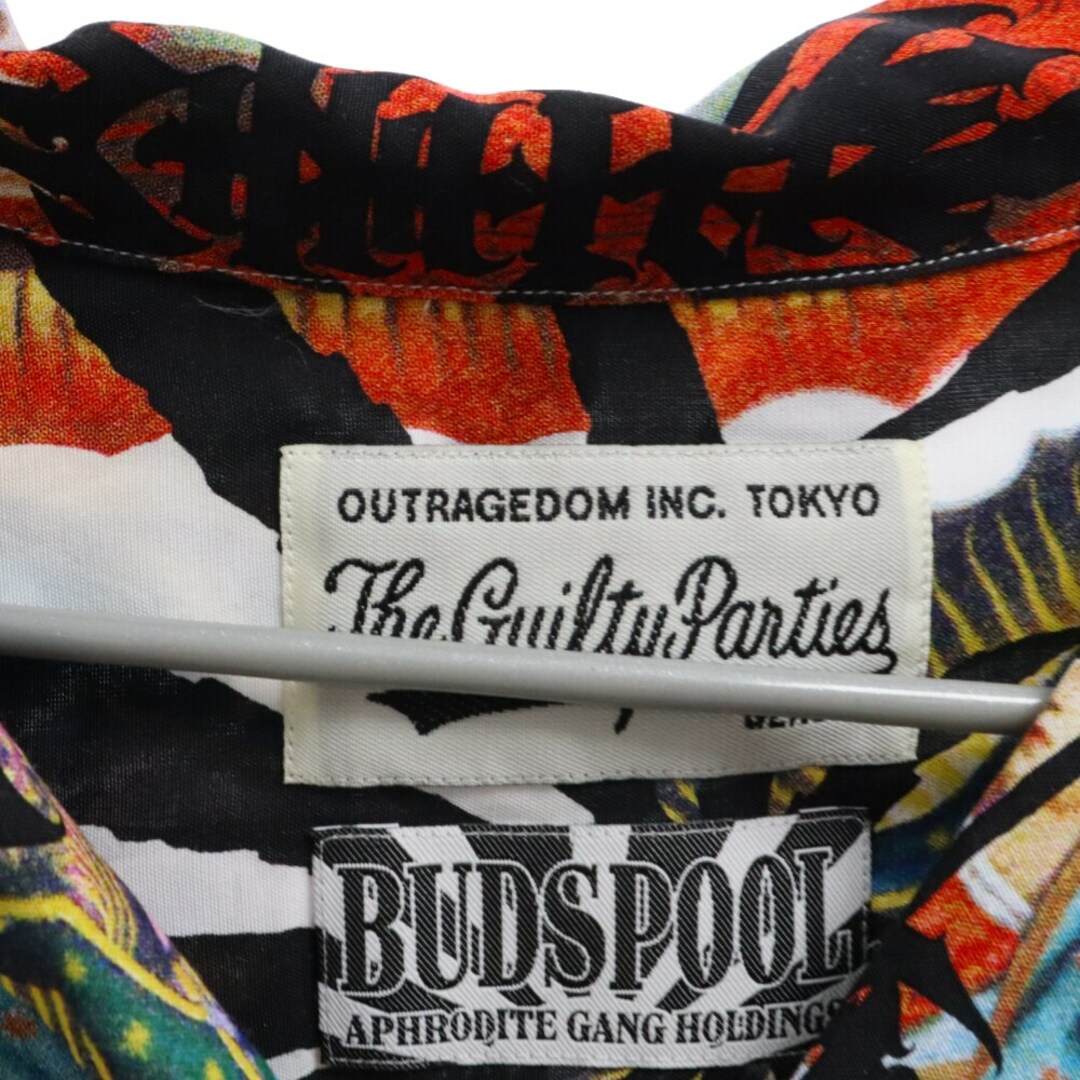 OUTRAGEDOM INC. TOKYO
The Guilty Parties
BUDSPOOL
APHRODITE GANG HOLDINGS